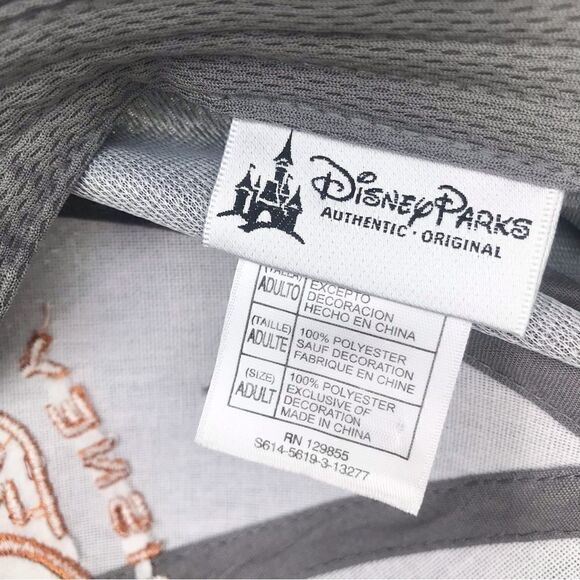 DISNEY PARKS
AUTHENTIC · ORIGINAL
(TALLA)
ADULTO
EXCEPTO
DECORACION
HECHO EN CHINA
(TAILLE)
ADULTE
100% POLYESTER
SAUF DECORATION
FABRIQUE EN CHINE
(SIZE)
ADULT
100% POLYESTER
EXCLUSIVE OF
DECORATION
MADE IN CHINA
RN 129855
S614-5619-3-13277